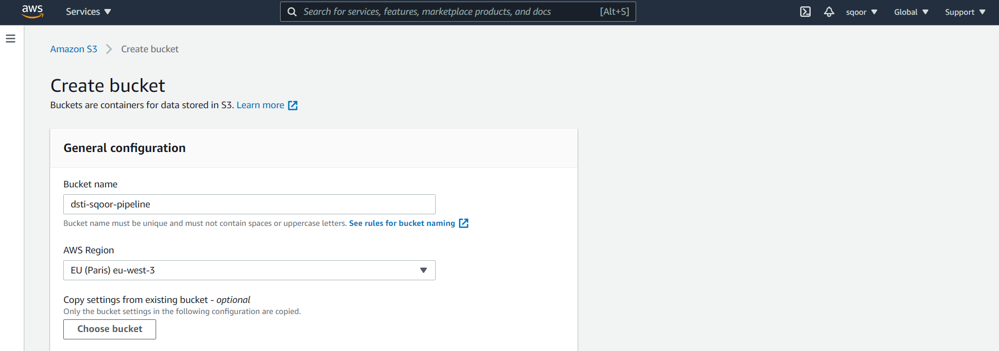 aws Services Search for services, features, marketplace products, and docs [Alt+S] sqoor Global Support
Amazon S3 Create bucket
Create bucket
Buckets are containers for data stored in S3. Learn more
General configuration
Bucket name
dsti-sqoor-pipeline
Bucket name must be unique and must not contain spaces or uppercase letters. See rules for bucket naming
AWS Region
EU (Paris) eu-west-3
Copy settings from existing bucket - optional
Only the bucket settings in the following configuration are copied.
Choose bucket